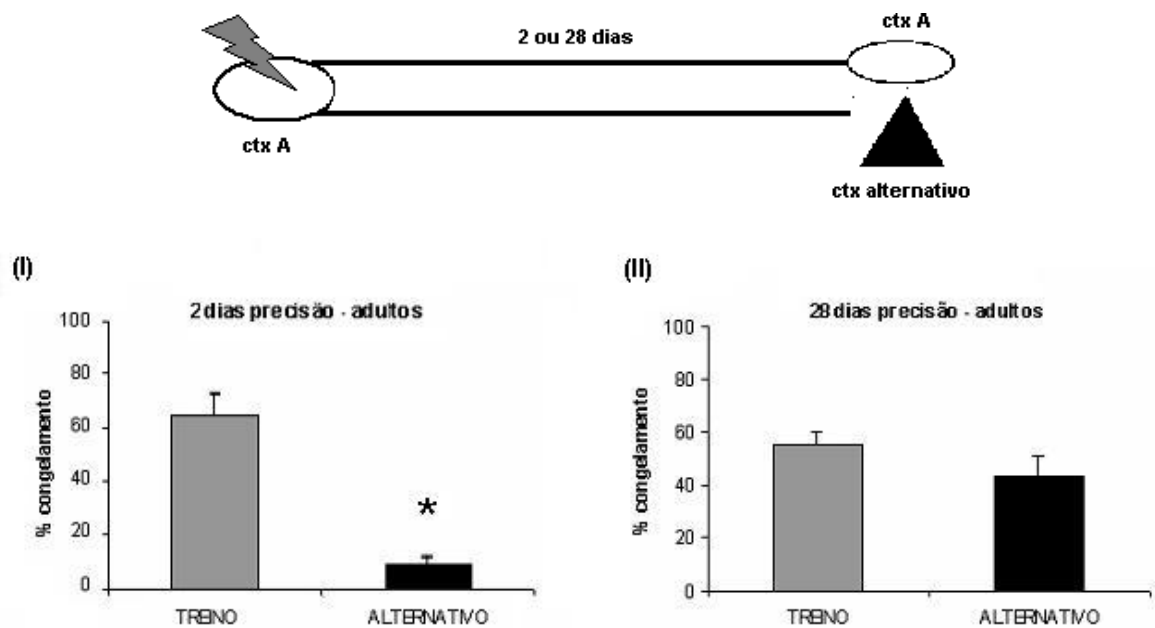 ctx A
2 ou 28 dias
ctx A
ctx alternativo
(I)
2 dias precisão - adultos
% congelamento
100
80
60
40
20
0
TREINO
ALTERNATIVO
*
(II)
28 dias precisão - adultos
% congelamento
100
80
60
40
20
0
TREINO
ALTERNATIVO